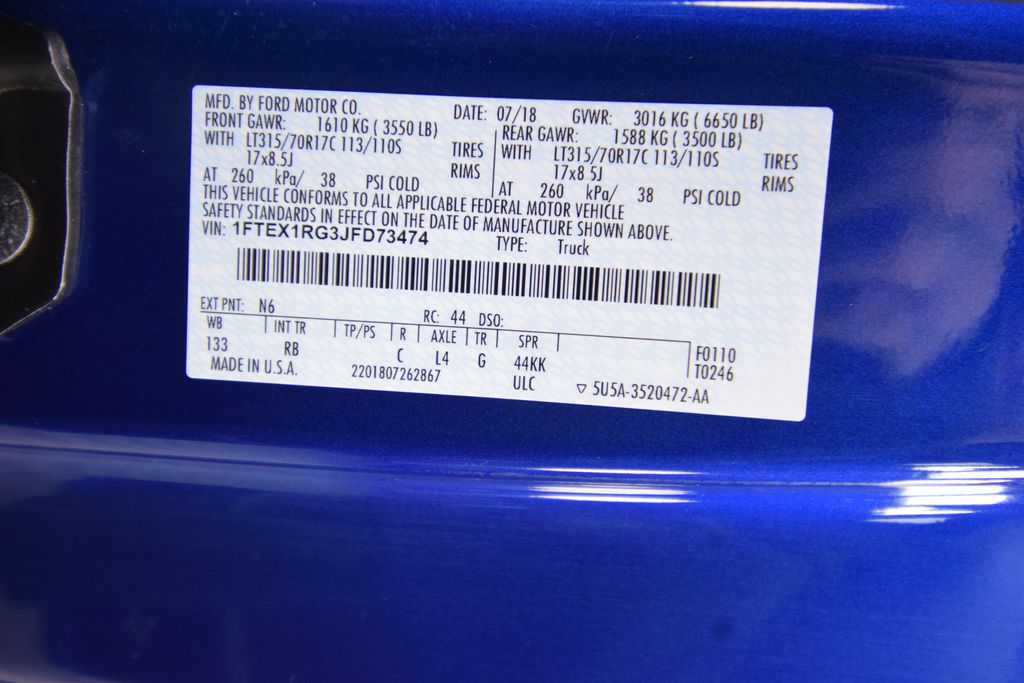 MFD. BY FORD MOTOR CO. DATE: 07/18 GVWR: 3016 KG ( 6650 LB)
FRONT GAWR: 1610 KG ( 3550 LB) REAR GAWR: 1588 KG ( 3500 LB)
WITH LT315/70R17C 113/110S TIRES WITH LT315/70R17C 113/110S TIRES
17x8.5J RIMS 17x8 5J RIMS
AT 260 kPa/ 38 PSI COLD AT 260 kPa/ 38 PSI COLD
THIS VEHICLE CONFORMS TO ALL APPLICABLE FEDERAL MOTOR VEHICLE
SAFETY STANDARDS IN EFFECT ON THE DATE OF MANUFACTURE SHOWN ABOVE.
VIN: 1FTEX1RG3JFD73474 TYPE: Truck
EXT PNT: N6 RC: 44 DSO:
WB INT TR TP/PS R AXLE TR SPR
133 RB C L4 G 44KK F0110
T0246
MADE IN U.S.A. 2201807262867 ULC ▽ 5U5A-3520472-AA